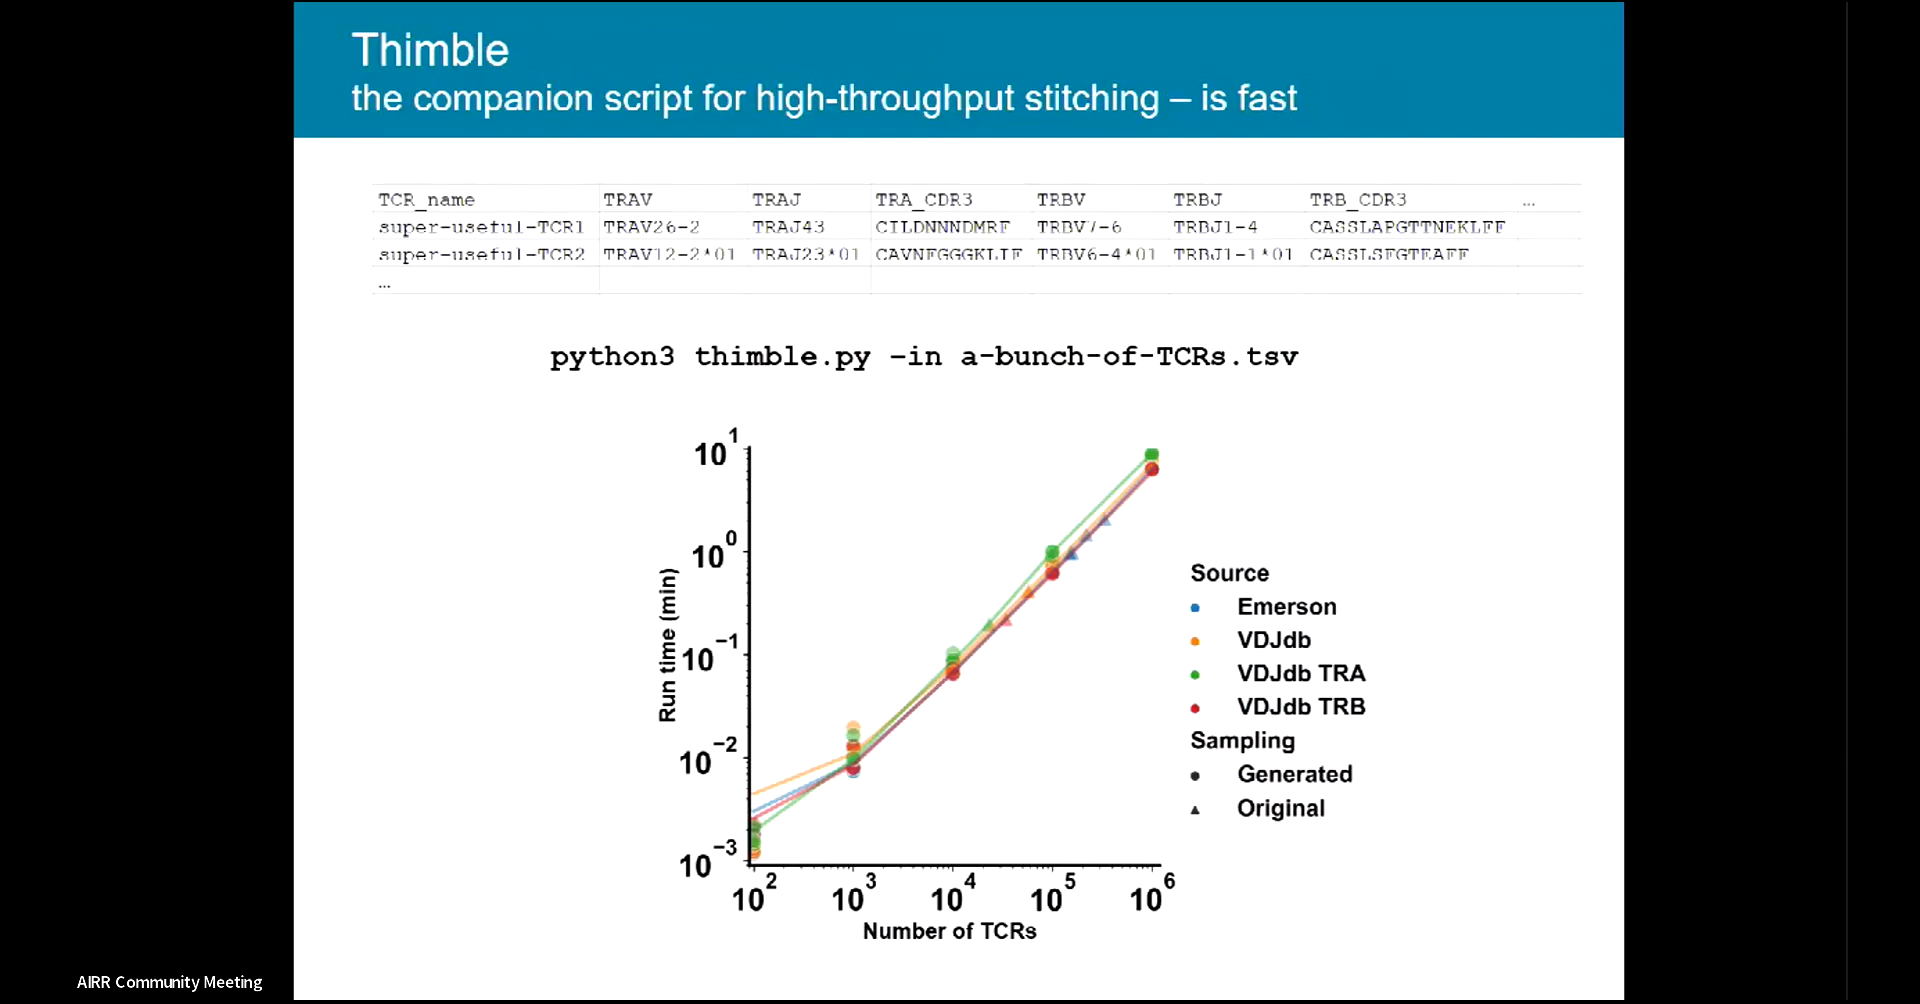 Thimble
the companion script for high-throughput stitching – is fast
TCR_name TRAV TRAJ TRA_CDR3 TRBV TRBJ TRB_CDR3 ...
super-useful-TCR1 TRAV26-2 TRAJ43 CILDNNNDMRF TRBV7-6 TRBJ1-4 CASSLAPGTTNEKLFF
super-useful-TCR2 TRAV12-2*01 TRAJ23*01 CAVNFGGGKLIF TRBV6-4*01 TRBJ1-1*01 CASSLSFGTEAFF
...
python3 thimble.py –in a-bunch-of-TCRs.tsv
10^1
10^0
10^-1
10^-2
10^-3
Run time (min)
10^2 10^3 10^4 10^5 10^6
Number of TCRs
Source
Emerson
VDJdb
VDJdb TRA
VDJdb TRB
Sampling
Generated
Original
AIRR Community Meeting